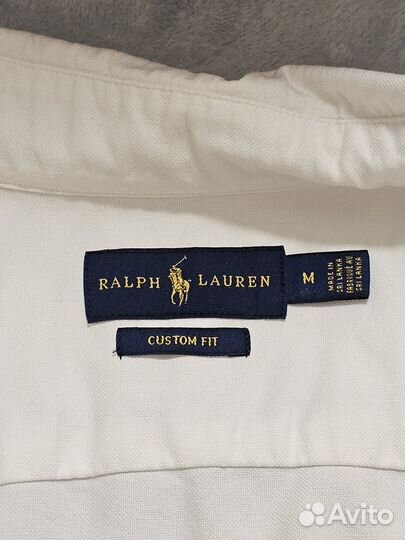 RALPH LAUREN
M
MADE IN
SRI LANKA
FABRIQUÉ AU
SRI LANKA
CUSTOM FIT
Avito